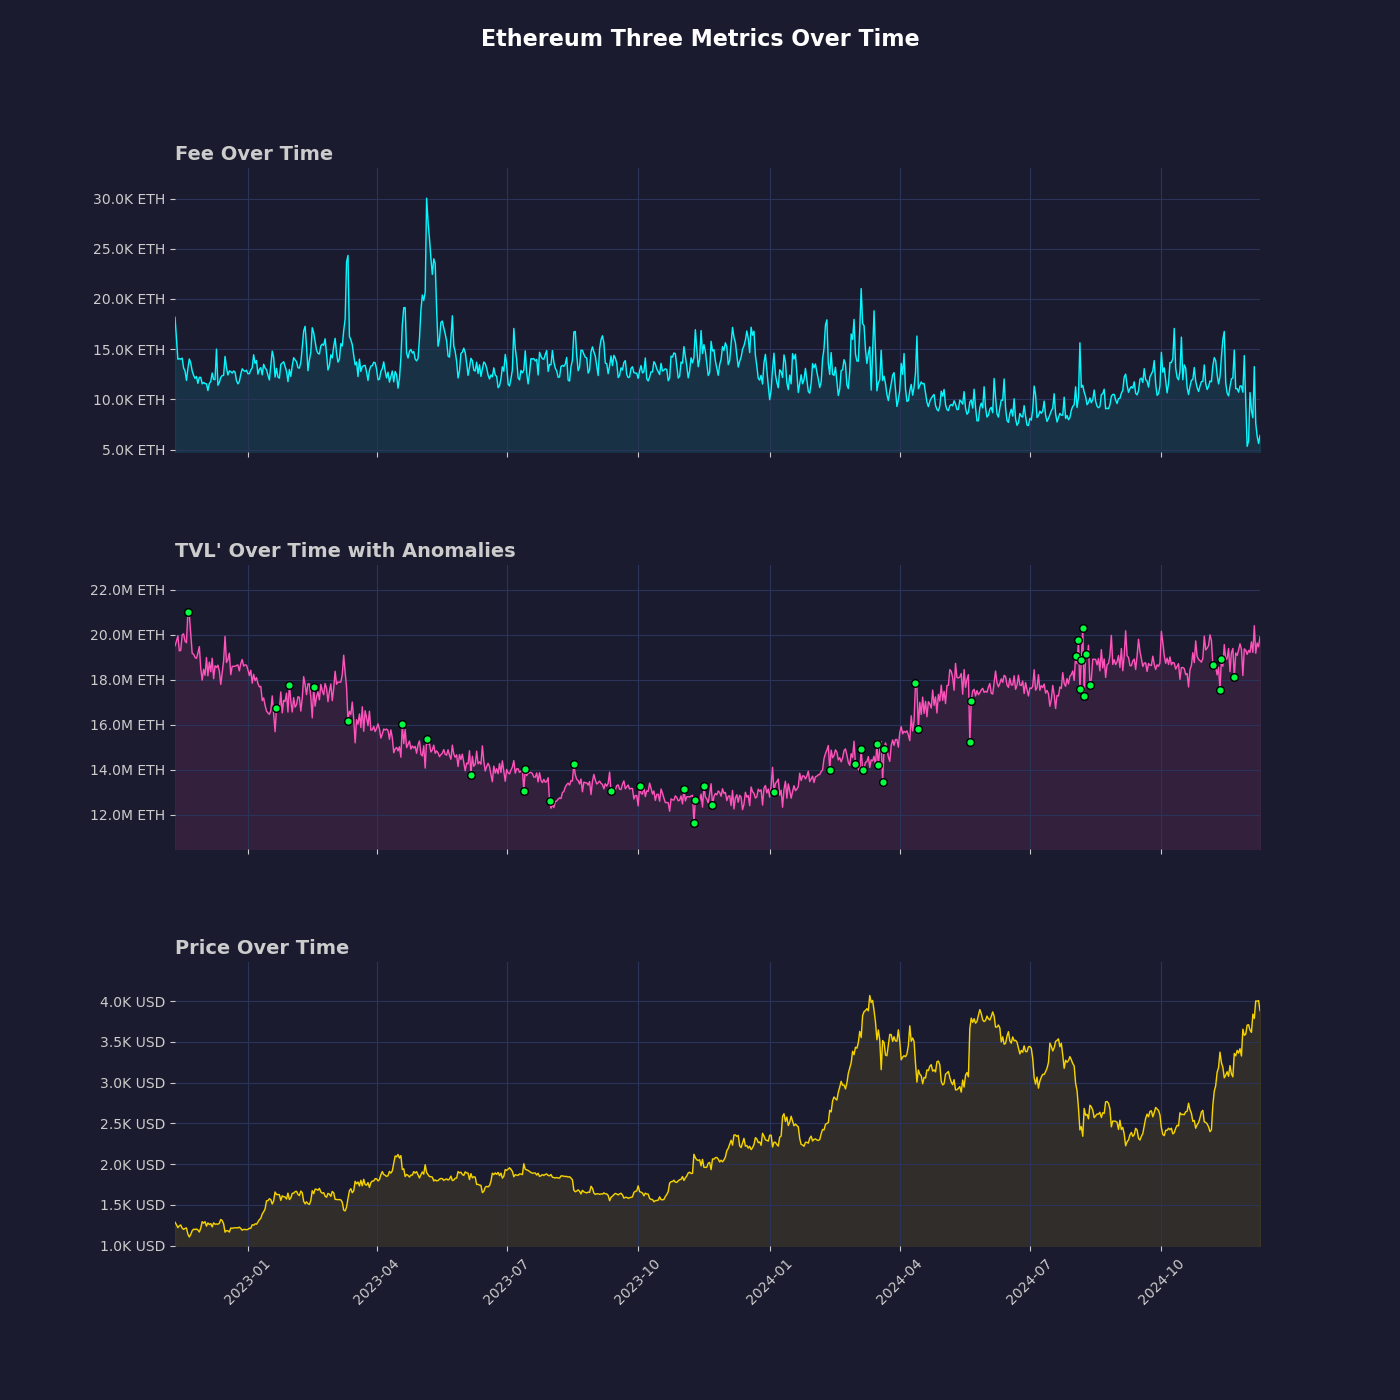 Ethereum Three Metrics Over Time
Fee Over Time
30.0K ETH
25.0K ETH
20.0K ETH
15.0K ETH
10.0K ETH
5.0K ETH
TVL' Over Time with Anomalies
22.0M ETH
20.0M ETH
18.0M ETH
16.0M ETH
14.0M ETH
12.0M ETH
Price Over Time
4.0K USD
3.5K USD
3.0K USD
2.5K USD
2.0K USD
1.5K USD
1.0K USD
2023-01
2023-04
2023-07
2023-10
2024-01
2024-04
2024-07
2024-10